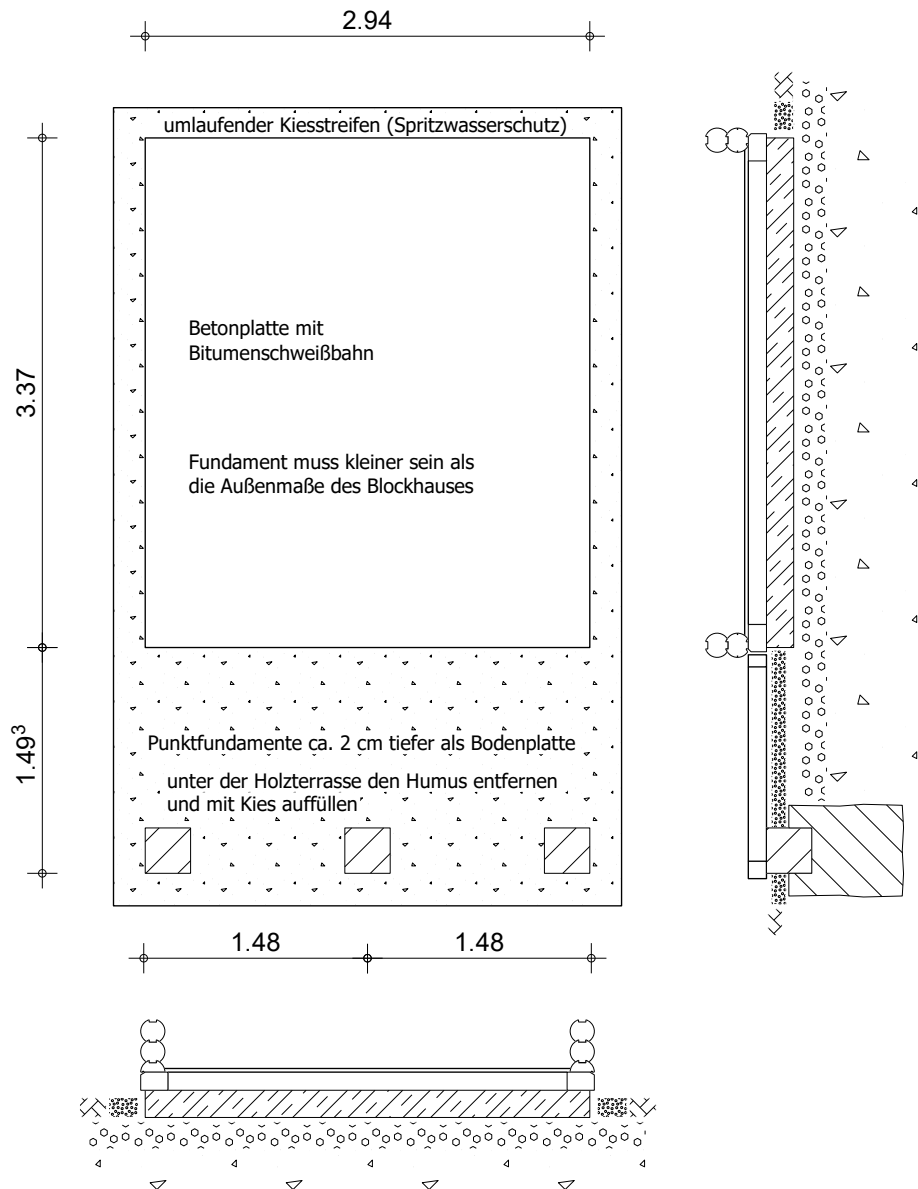 2.94
umlaufender Kiesstreifen (Spritzwasserschutz)
3.37
Betonplatte mit
Bitumenschweißbahn
Fundament muss kleiner sein als
die Außenmaße des Blockhauses
1.49³
Punktfundamente ca. 2 cm tiefer als Bodenplatte
unter der Holzterrasse den Humus entfernen
und mit Kies auffüllen
1.48
1.48